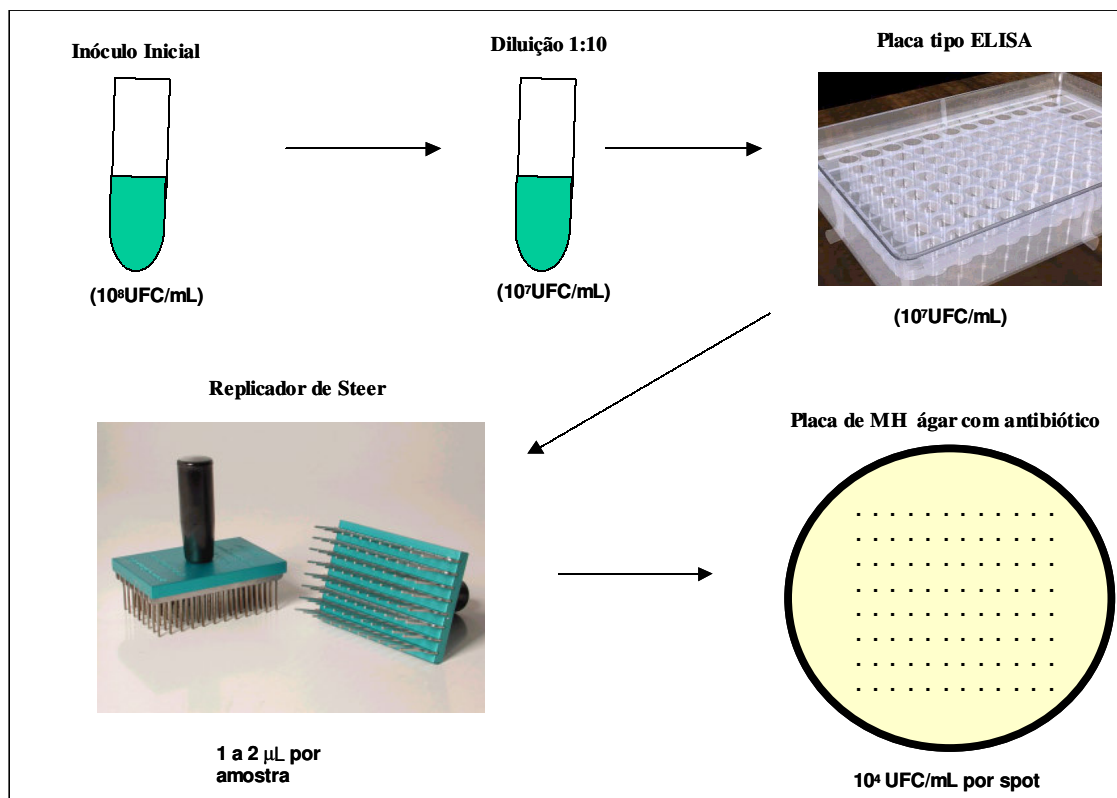 Inóculo Inicial
Diluição 1:10
Placa tipo ELISA
(10⁸UFC/mL)
(10⁷UFC/mL)
(10⁷UFC/mL)
Replicador de Steer
Placa de MH ágar com antibiótico
1 a 2 μL por
amostra
10⁴ UFC/mL por spot